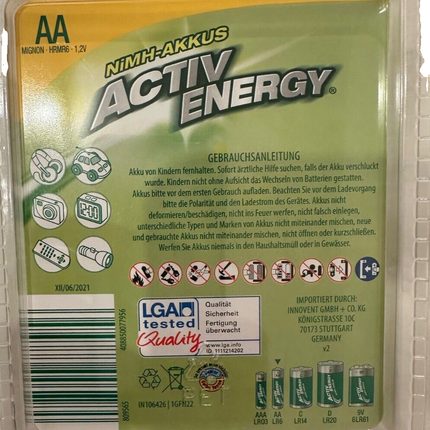 AA
MIGNON · HRMR6 · 1,2V
NiMH-AKKUS
ACTIV
ENERGY®
GEBRAUCHSANLEITUNG
Akku von Kindern fernhalten. Sofort ärztliche Hilfe suchen, falls der Akku verschluckt
wurde. Kindern nicht ohne Aufsicht das Wechseln von Batterien gestatten.
Akkus bitte vor dem ersten Gebrauch aufladen. Beachten Sie vor dem Ladevorgang
bitte die Polarität und den Ladestrom des Gerätes. Akkus nicht
deformieren/beschädigen, nicht ins Feuer werfen, nicht falsch einlegen,
unterschiedliche Typen und Marken von Akkus nicht miteinander mischen, neue
und gebrauchte Akkus nicht miteinander mischen, nicht öffnen oder kurzschließen.
Werfen Sie Akkus niemals in den Haushaltsmüll oder in Gewässer.
XII/06/2021
LGA
tested
Quality
Qualität
Sicherheit
Fertigung
überwacht
www.lga.info
ID 1111214202
IMPORTIERT DURCH:
INNOVENT GMBH + CO. KG
KÖNIGSTRASSE 10C
70173 STUTTGART
GERMANY
v2
809565
IN106426 | 1GFH22
AAA
LR03
AA
LR6
C
LR14
D
LR20
9V
6LR61